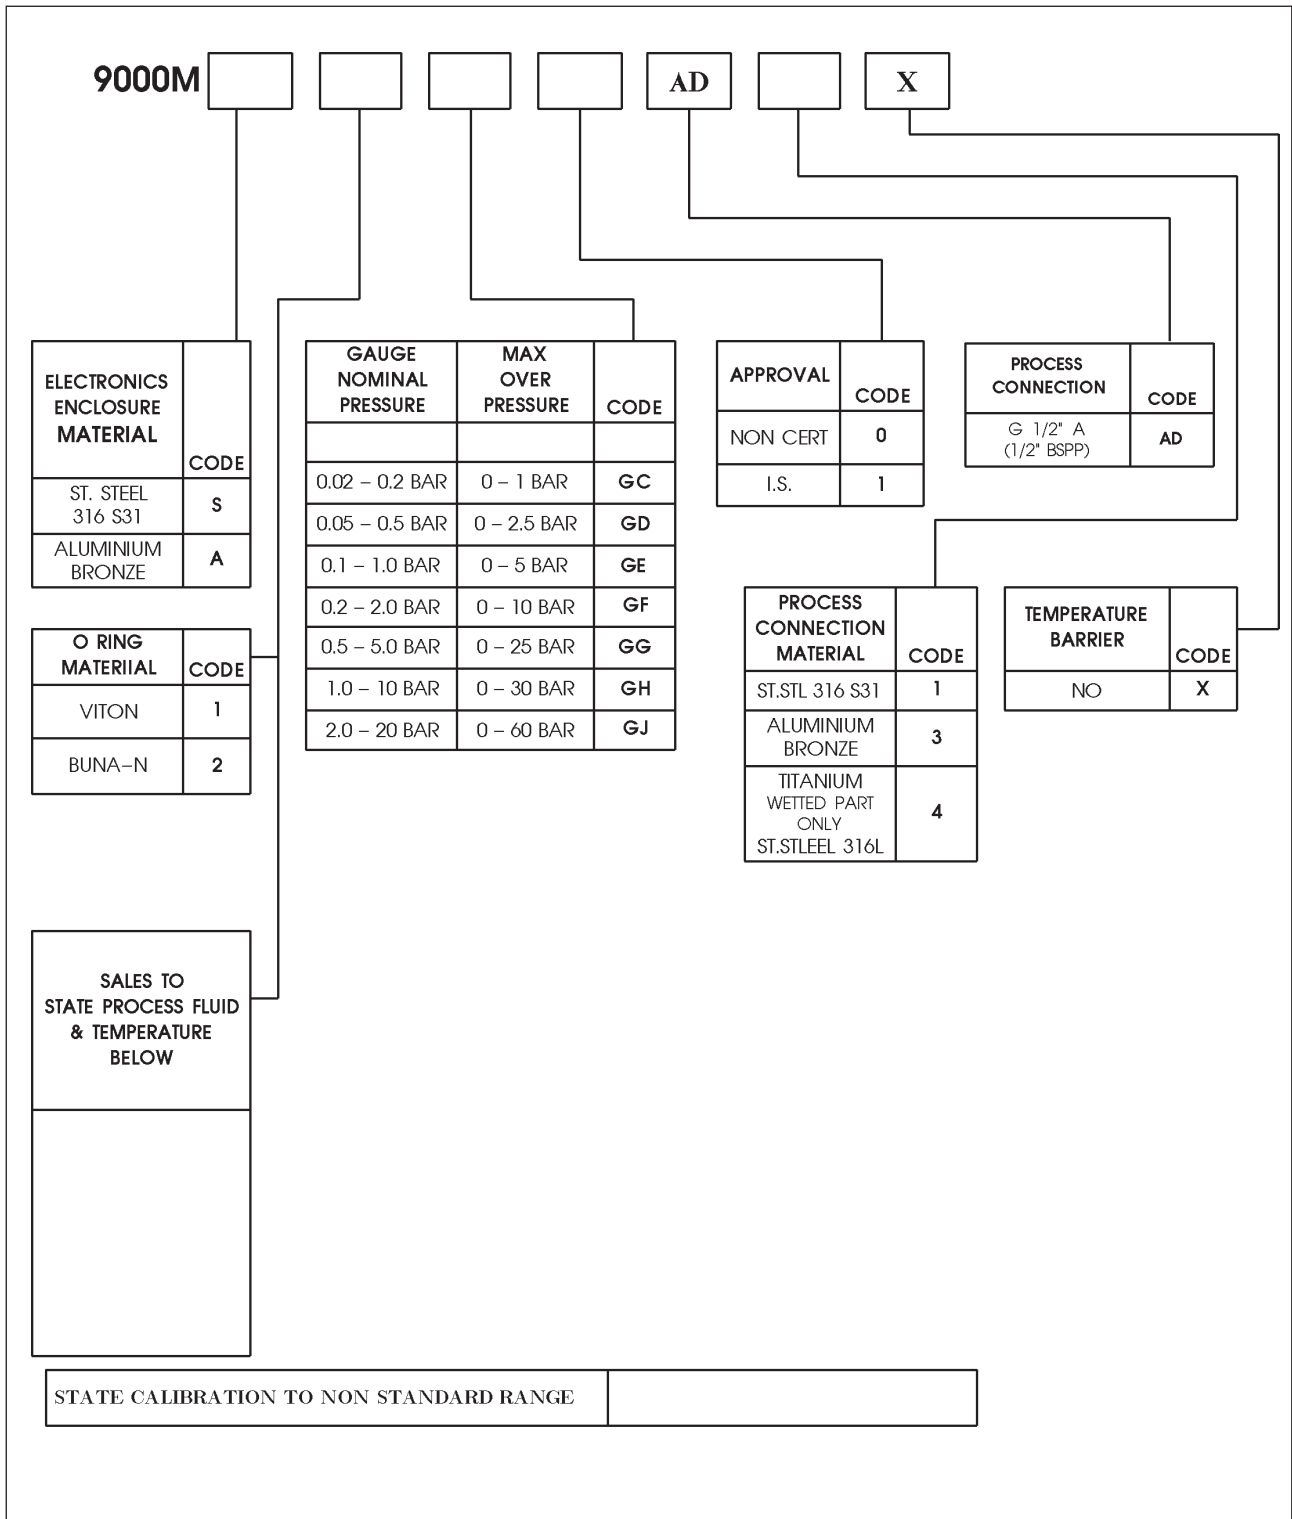 9000M AD X
ELECTRONICS
ENCLOSURE
MATERIAL
CODE
ST. STEEL
316 S31
S
ALUMINIUM
BRONZE
A
O RING
MATERIIAL
CODE
VITON 1
BUNA-N 2
SALES TO
STATE PROCESS FLUID
& TEMPERATURE
BELOW
GAUGE
NOMINAL
PRESSURE
MAX
OVER
PRESSURE
CODE
0.02 – 0.2 BAR 0 – 1 BAR GC
0.05 – 0.5 BAR 0 – 2.5 BAR GD
0.1 – 1.0 BAR 0 – 5 BAR GE
0.2 – 2.0 BAR 0 – 10 BAR GF
0.5 – 5.0 BAR 0 – 25 BAR GG
1.0 – 10 BAR 0 – 30 BAR GH
2.0 – 20 BAR 0 – 60 BAR GJ
APPROVAL
CODE
NON CERT 0
I.S. 1
PROCESS
CONNECTION
CODE
G 1/2" A
(1/2" BSPP)
AD
PROCESS
CONNECTION
MATERIAL
CODE
ST.STL 316 S31 1
ALUMINIUM
BRONZE
3
TITANIUM
WETTED PART
ONLY
ST.STLEEL 316L
4
TEMPERATURE
BARRIER
CODE
NO X
STATE CALIBRATION TO NON STANDARD RANGE